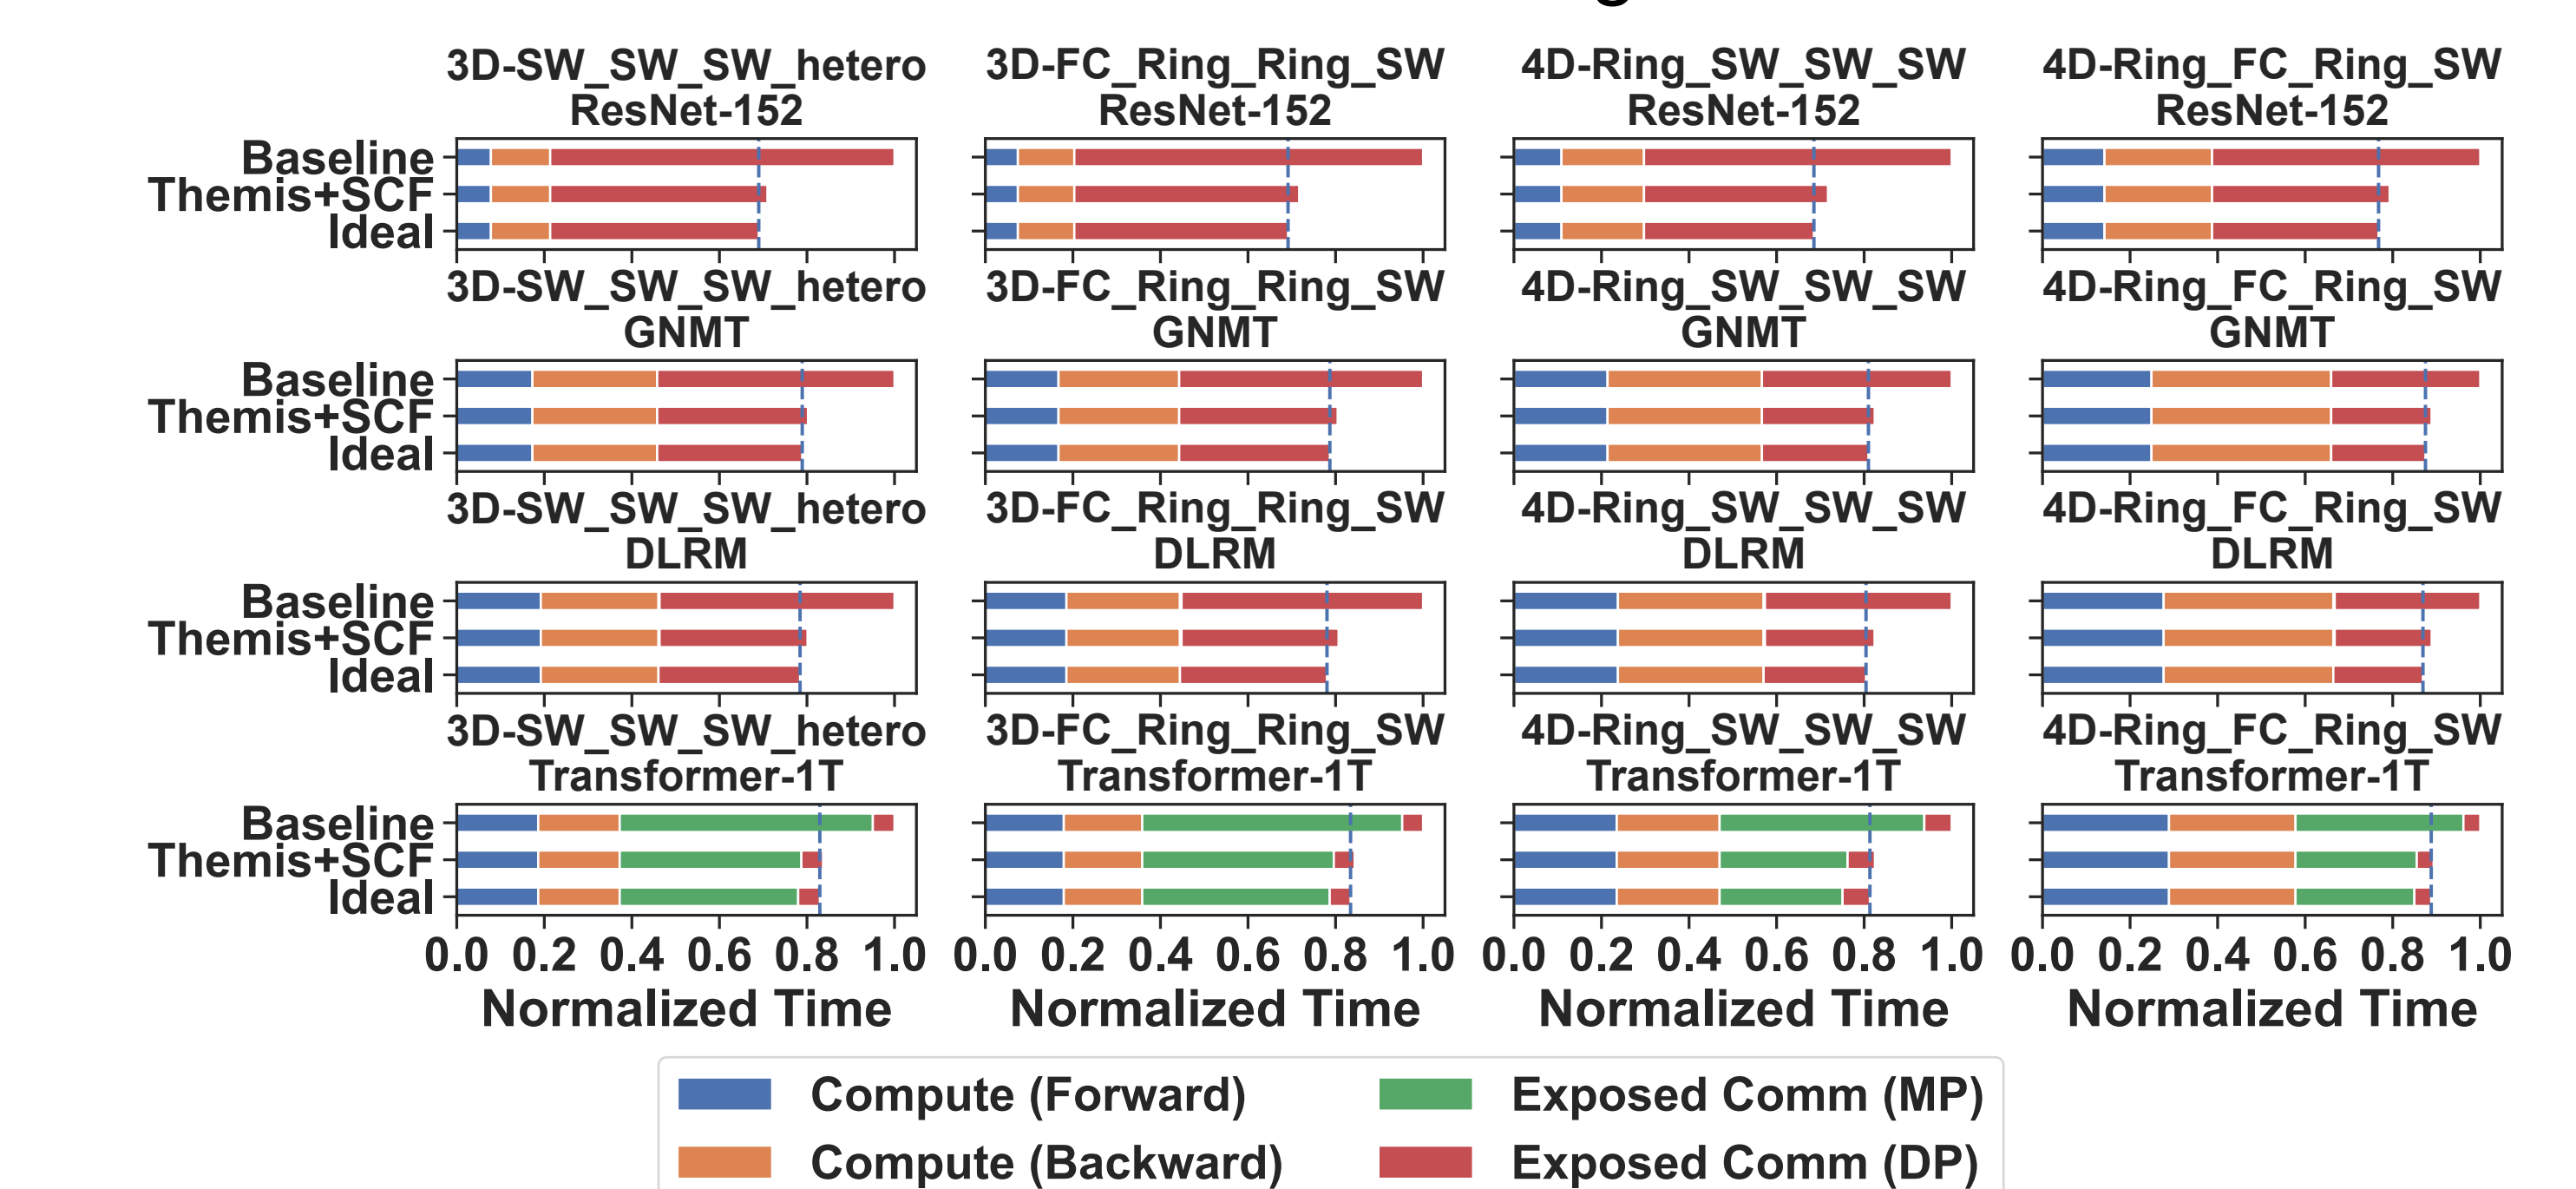 3D-SW_SW_SW_hetero 3D-FC_Ring_Ring_SW 4D-Ring_SW_SW_SW 4D-Ring_FC_Ring_SW
ResNet-152 ResNet-152 ResNet-152 ResNet-152
Baseline
Themis+SCF
Ideal
3D-SW_SW_SW_hetero 3D-FC_Ring_Ring_SW 4D-Ring_SW_SW_SW 4D-Ring_FC_Ring_SW
GNMT GNMT GNMT GNMT
Baseline
Themis+SCF
Ideal
3D-SW_SW_SW_hetero 3D-FC_Ring_Ring_SW 4D-Ring_SW_SW_SW 4D-Ring_FC_Ring_SW
DLRM DLRM DLRM DLRM
Baseline
Themis+SCF
Ideal
3D-SW_SW_SW_hetero 3D-FC_Ring_Ring_SW 4D-Ring_SW_SW_SW 4D-Ring_FC_Ring_SW
Transformer-1T Transformer-1T Transformer-1T Transformer-1T
Baseline
Themis+SCF
Ideal
0.0 0.2 0.4 0.6 0.8 1.0 0.0 0.2 0.4 0.6 0.8 1.0 0.0 0.2 0.4 0.6 0.8 1.0 0.0 0.2 0.4 0.6 0.8 1.0
Normalized Time Normalized Time Normalized Time Normalized Time
Compute (Forward) Exposed Comm (MP)
Compute (Backward) Exposed Comm (DP)